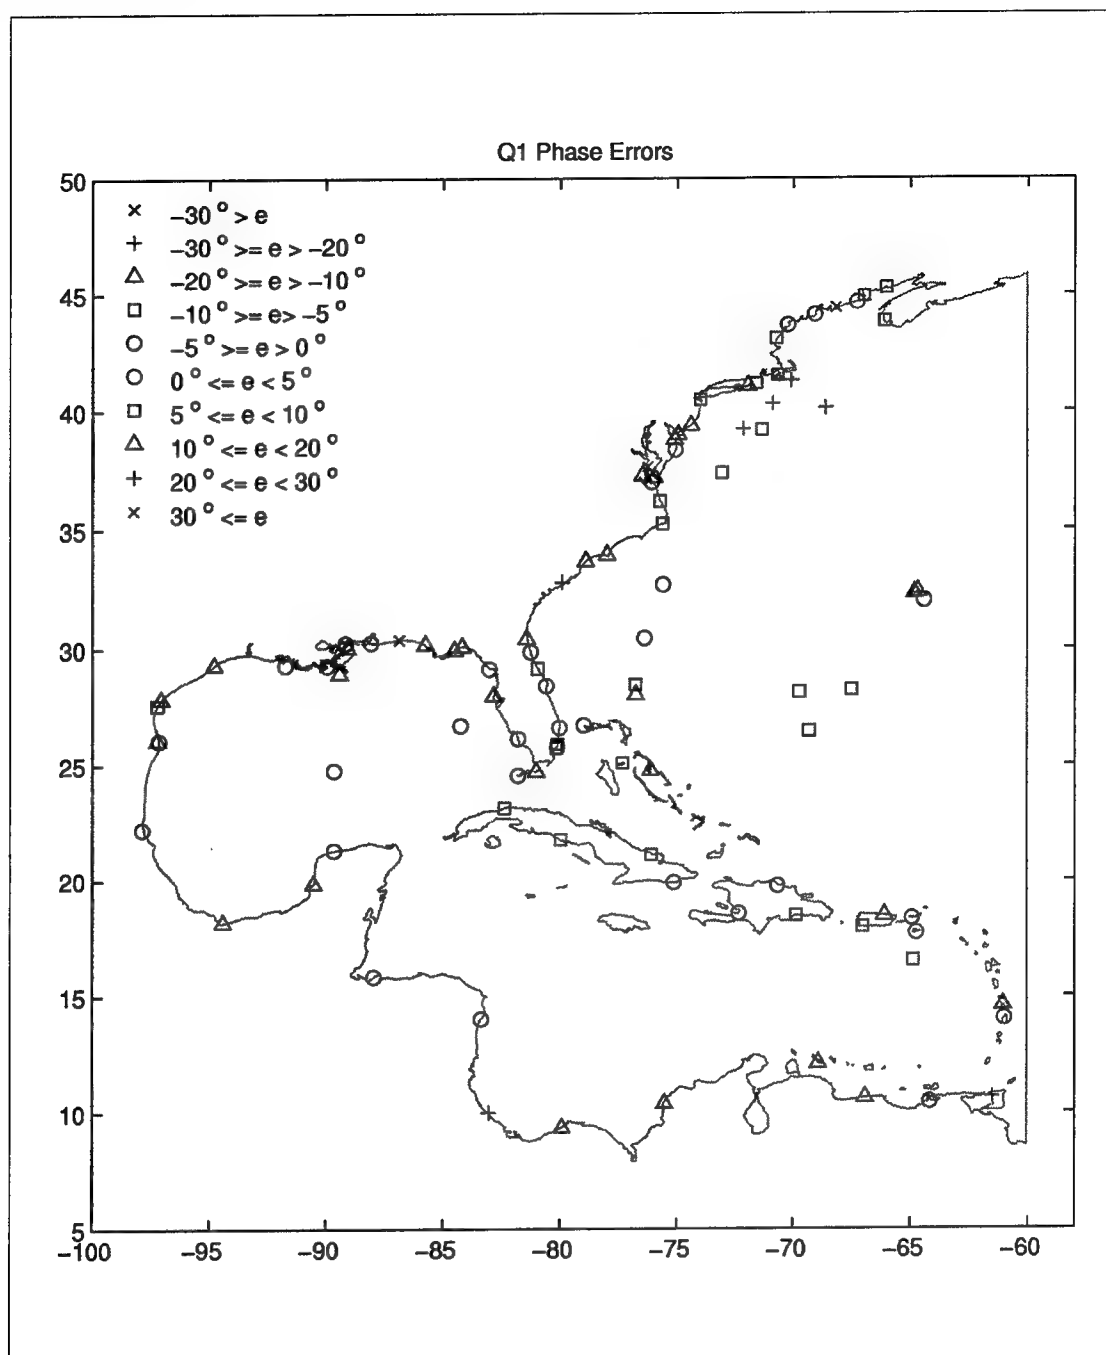 Q1 Phase Errors
50
−30 ° > e
−30 ° >= e > −20 °
−20 ° >= e > −10 °
−10 ° >= e> −5 °
−5 ° >= e > 0 °
0 ° <= e < 5 °
5 ° <= e < 10 °
10 ° <= e < 20 °
20 ° <= e < 30 °
30 ° <= e
45
40
35
30
25
20
15
10
5
−100 −95 −90 −85 −80 −75 −70 −65 −60